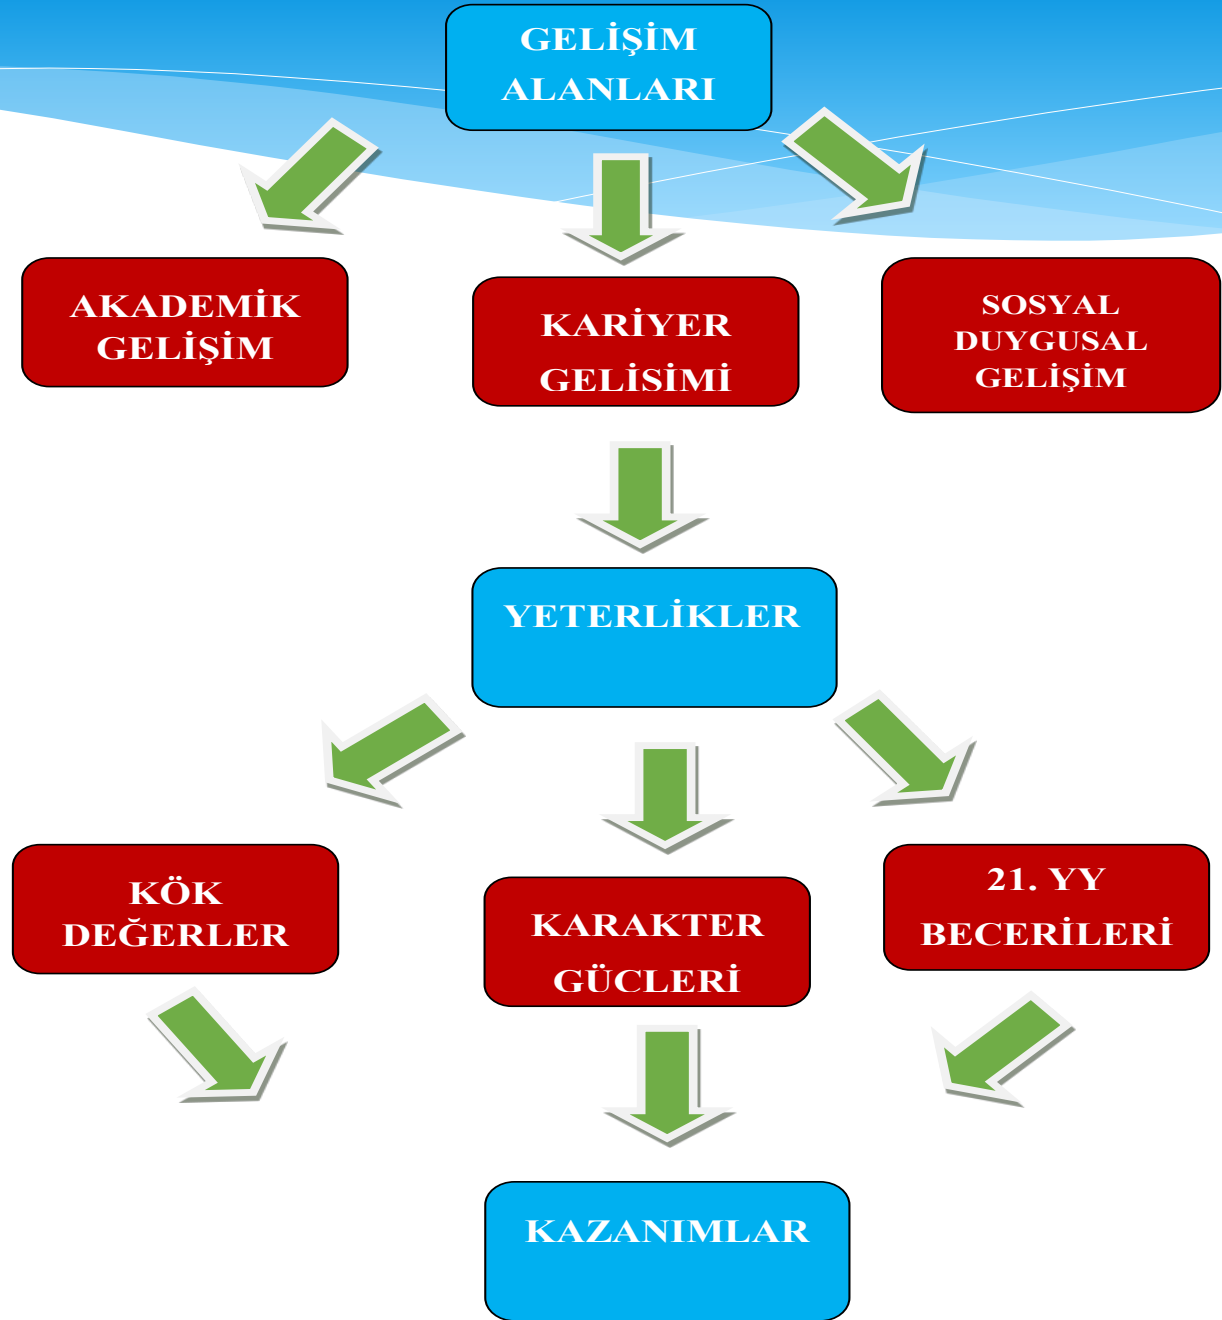 GELİŞİM
ALANLARI
AKADEMİK
GELİŞİM
KARİYER
GELİSİMİ
SOSYAL
DUYGUSAL
GELİŞİM
YETERLİKLER
KÖK
DEĞERLER
KARAKTER
GÜCLERİ
21. YY
BECERİLERİ
KAZANIMLAR